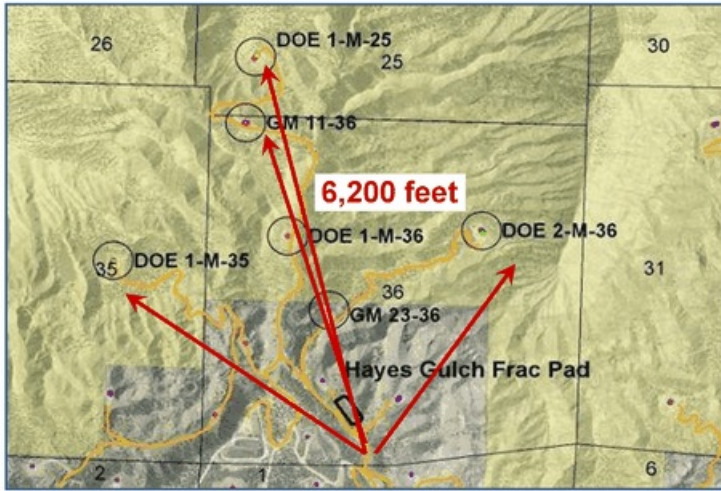 26
DOE 1-M-25
25
30
GM 11-36
6,200 feet
DOE 1-M-36
DOE 2-M-36
DOE 1-M-35
35
36
31
GM 23-36
Hayes Gulch Frac Pad
2
1
6